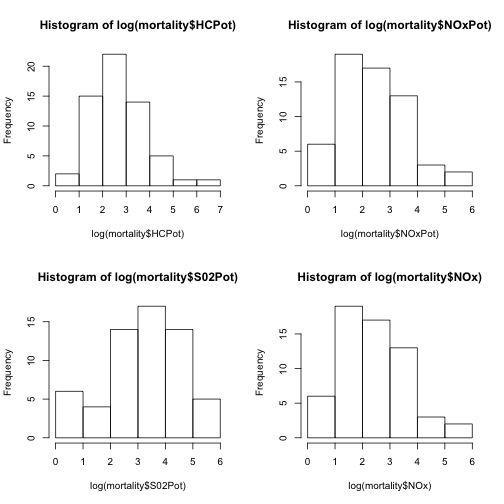 Histogram of log(mortality$HCPot)
Frequency
0 5 10 15 20
0 1 2 3 4 5 6 7
log(mortality$HCPot)
Histogram of log(mortality$NOxPot)
Frequency
0 5 10 15
0 1 2 3 4 5 6
log(mortality$NOxPot)
Histogram of log(mortality$S02Pot)
Frequency
0 5 10 15
0 1 2 3 4 5 6
log(mortality$S02Pot)
Histogram of log(mortality$NOx)
Frequency
0 5 10 15
0 1 2 3 4 5 6
log(mortality$NOx)